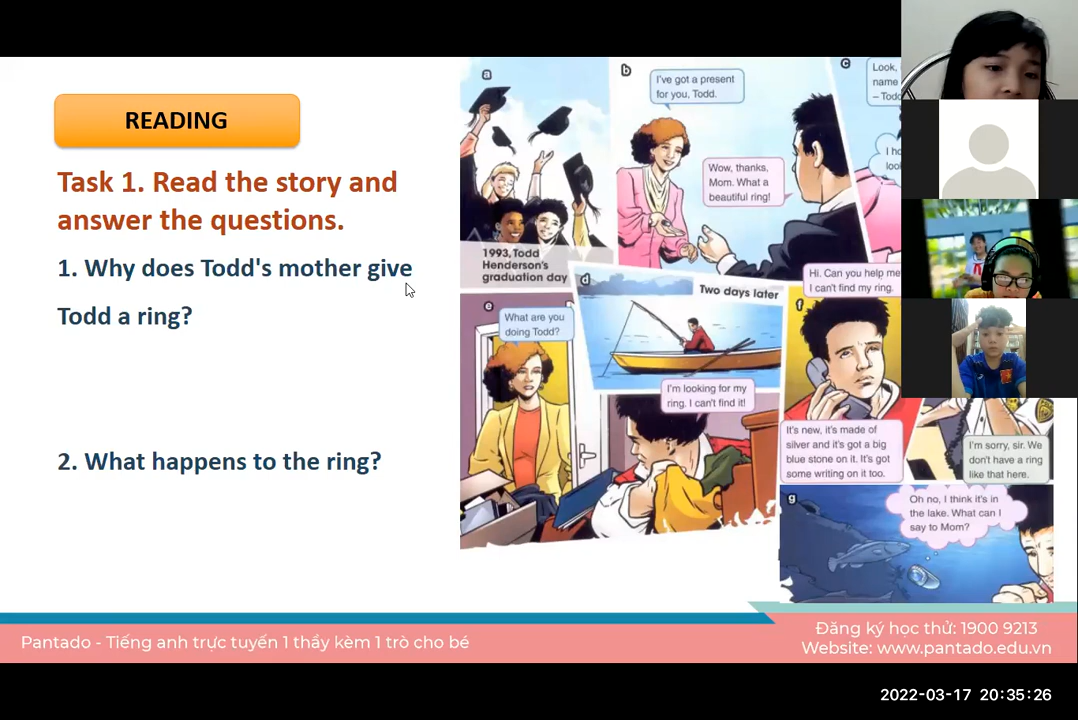 READING
Task 1. Read the story and
answer the questions.
1. Why does Todd's mother give
Todd a ring?
2. What happens to the ring?
a
1993, Todd
Henderson's
graduation day
b
I've got a present
for you, Todd.
Wow, thanks,
Mom. What a
beautiful ring!
c
Look,
name
I
d
Two days later
e
What are you
doing Todd?
I'm looking for my
ring. I can't find it!
Hi. Can you help me
I can't find my ring.
f
It's new, it's made of
silver and it's got a big
blue stone on it. It's got
some writing on it too.
I'm sorry, sir. We
don't have a ring
like that here.
g
Oh no, I think it's in
the lake. What can I
say to Mom?
Pantado - Tiếng anh trực tuyến 1 thầy kèm 1 trò cho bé
Đăng ký học thử: 1900 9213
Website: www.pantado.edu.vn
2022-03-17 20:35:26